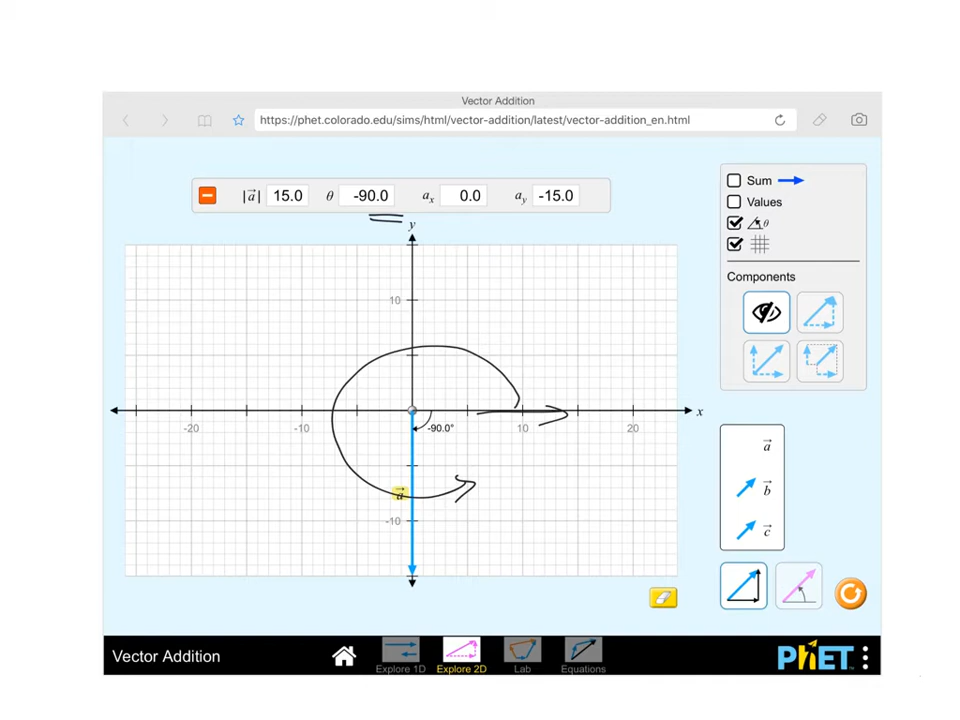 Vector Addition
https://phet.colorado.edu/sims/html/vector-addition/latest/vector-addition_en.html
|a⃗| 15.0 θ -90.0 aₓ 0.0 a_y -15.0
Sum
Values
θ
Components
y
10
-20 -10 10 20 x
-90.0°
a⃗
-10
a⃗
b⃗
c⃗
Vector Addition
Explore 1D Explore 2D Lab Equations
PhET